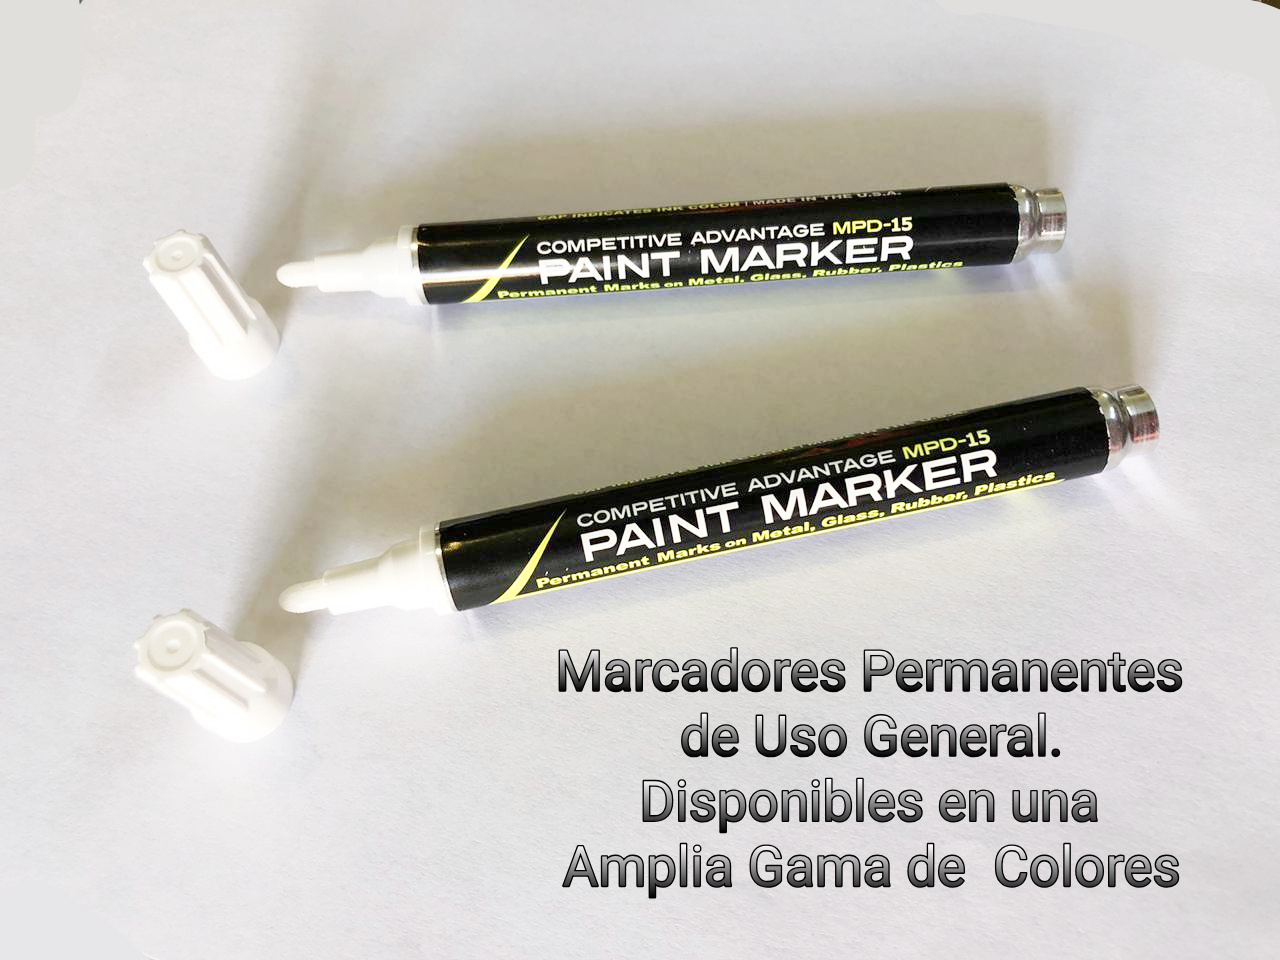 CAP INDICATES INK COLOR | MADE IN THE U.S.A.
COMPETITIVE ADVANTAGE MPD-15
PAINT MARKER
Permanent Marks on Metal, Glass, Rubber, Plastics
COMPETITIVE ADVANTAGE MPD-15
PAINT MARKER
Permanent Marks on Metal, Glass, Rubber, Plastics
Marcadores Permanentes
de Uso General.
Disponibles en una
Amplia Gama de Colores